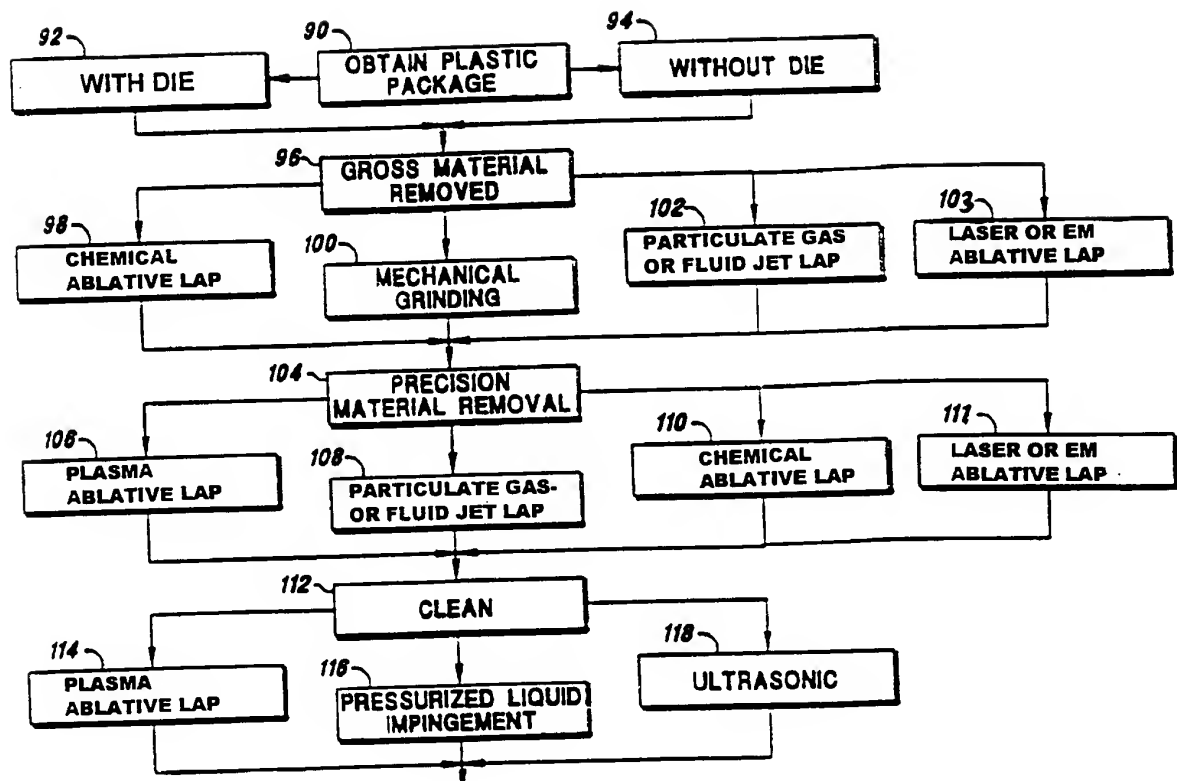 92
90
94
WITH DIE
OBTAIN PLASTIC
PACKAGE
WITHOUT DIE
96
GROSS MATERIAL
REMOVED
98
CHEMICAL
ABLATIVE LAP
100
MECHANICAL
GRINDING
102
PARTICULATE GAS
OR FLUID JET LAP
103
LASER OR EM
ABLATIVE LAP
104
PRECISION
MATERIAL REMOVAL
106
PLASMA
ABLATIVE LAP
108
PARTICULATE GAS-
OR FLUID JET LAP
110
CHEMICAL
ABLATIVE LAP
111
LASER OR EM
ABLATIVE LAP
112
CLEAN
114
PLASMA
ABLATIVE LAP
116
PRESSURIZED LIQUID
IMPINGEMENT
118
ULTRASONIC